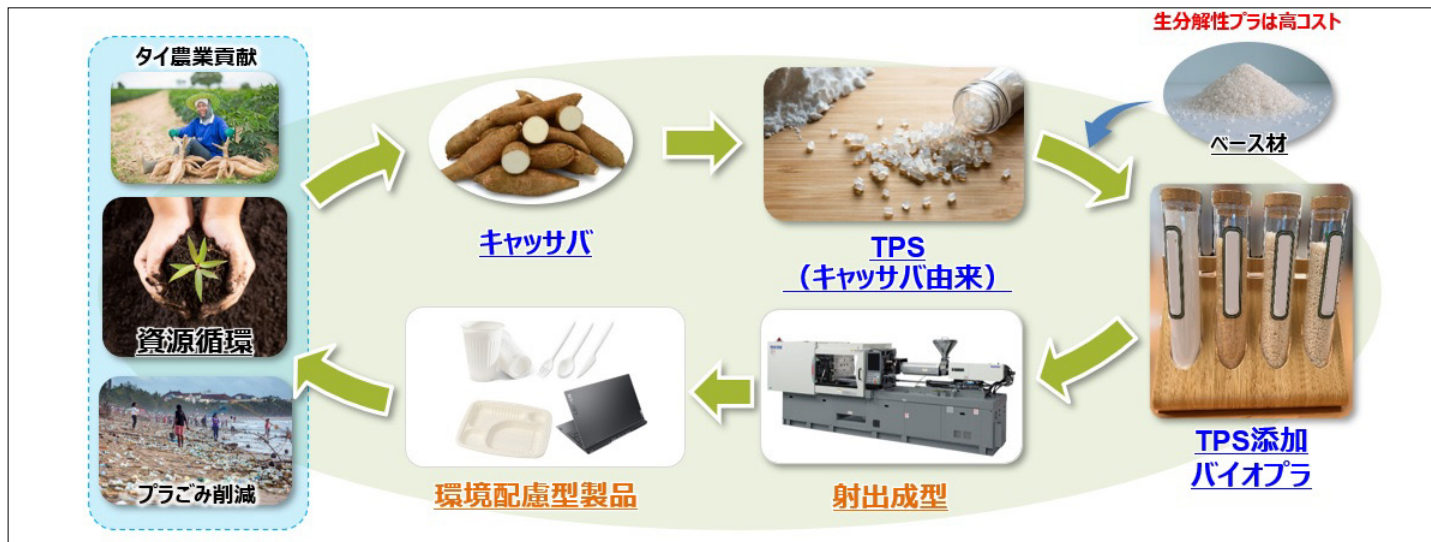 タイ農業貢献
資源循環
プラごみ削減
キャッサバ
TPS
（キャッサバ由来）
生分解性プラは高コスト
ベース材
TPS添加
バイオプラ
射出成型
環境配慮型製品